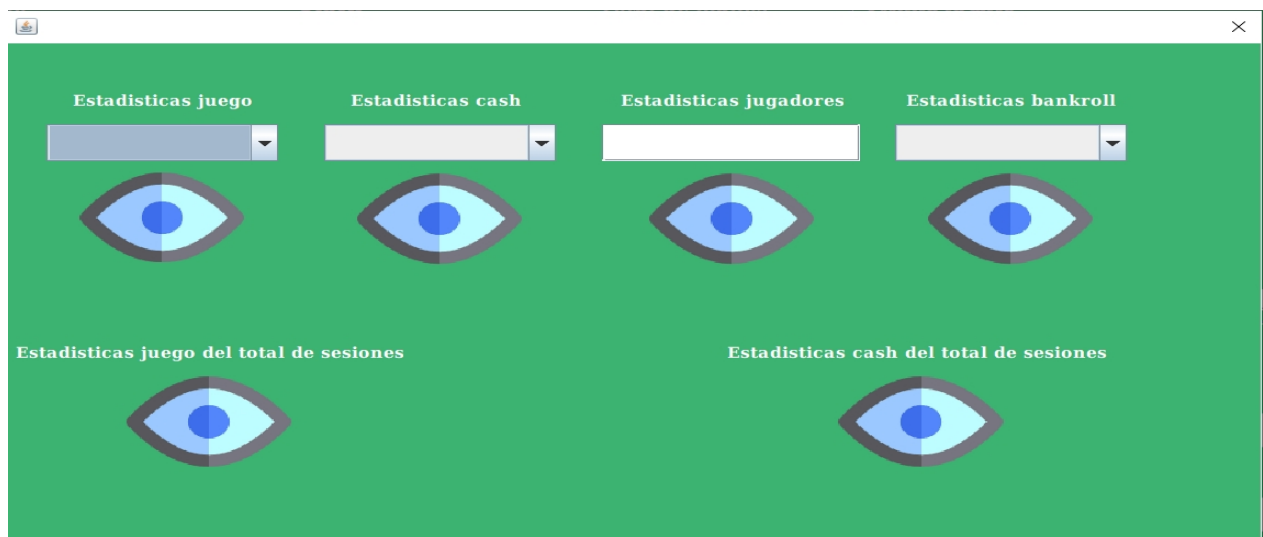 Estadisticas juego
Estadisticas cash
Estadisticas jugadores
Estadisticas bankroll
Estadisticas juego del total de sesiones
Estadisticas cash del total de sesiones